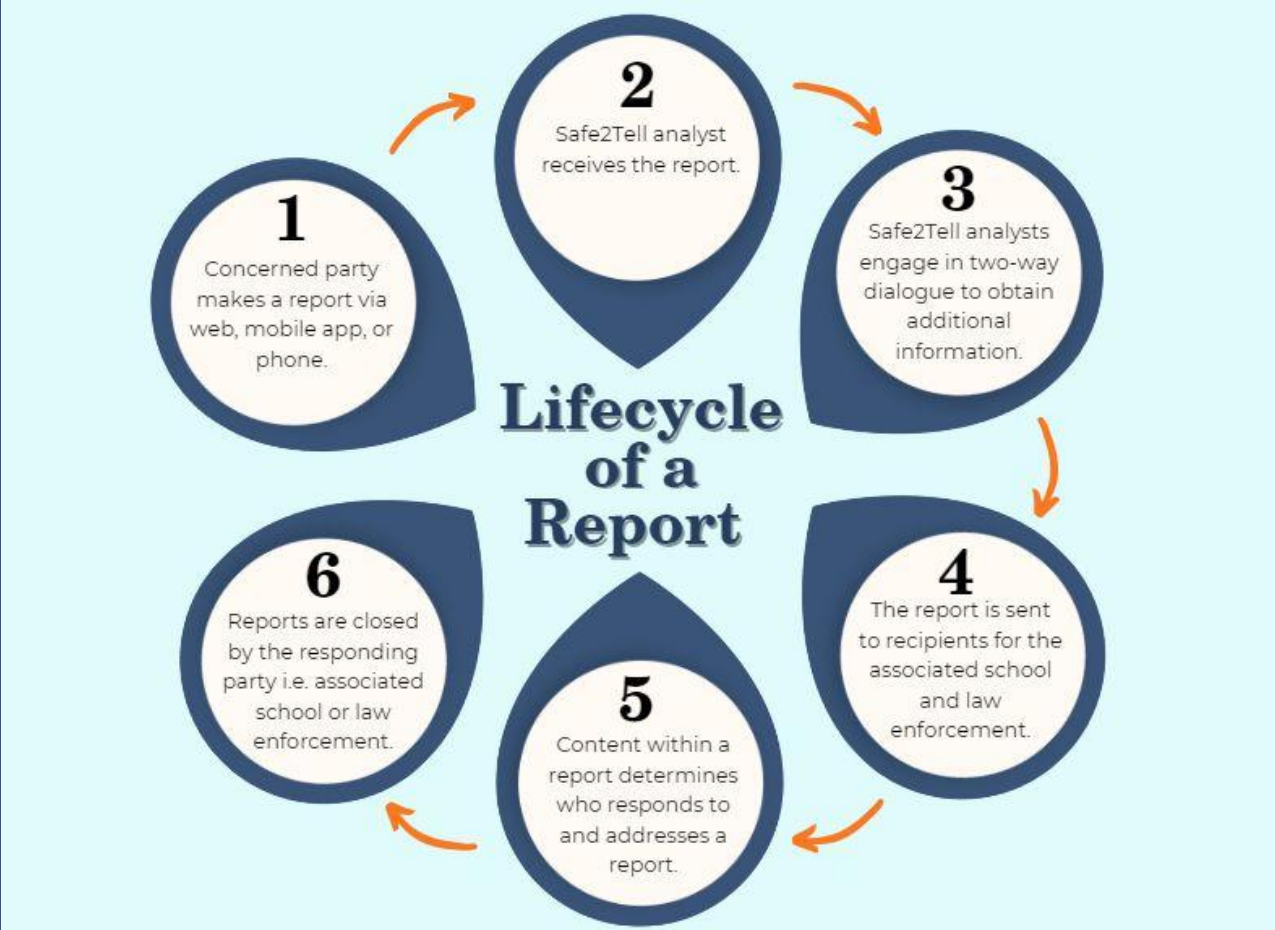 1
Concerned party
makes a report via
web, mobile app, or
phone.
2
Safe2Tell analyst
receives the report.
3
Safe2Tell analysts
engage in two-way
dialogue to obtain
additional
information.
Lifecycle
of a
Report
4
The report is sent
to recipients for the
associated school
and law
enforcement.
5
Content within a
report determines
who responds to
and addresses a
report.
6
Reports are closed
by the responding
party i.e. associated
school or law
enforcement.